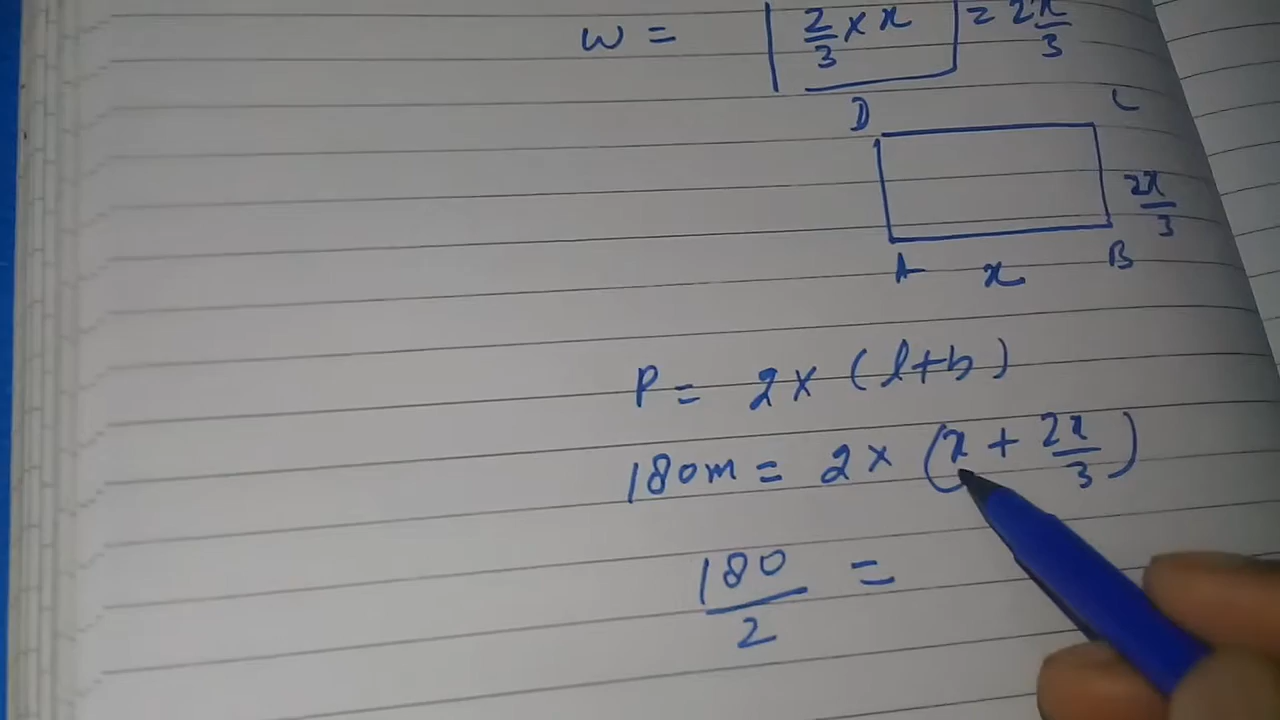 w = 2/3 × x = 2x/3
D C
2x/3
A x B
P = 2 × (l+b)
180m = 2 × (x + 2x/3)
180/2 =